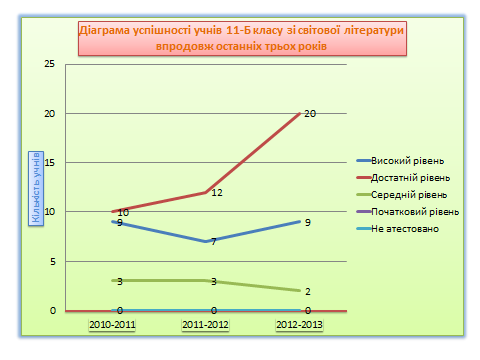 Діаграма успішності учнів 11-Б класу зі світової літератури
впродовж останніх трьох років
Кількість учнів
25
20
15
10
5
0
10
12
20
9
7
9
3
3
2
0
0
0
2010-2011
2011-2012
2012-2013
Високий рівень
Достатній рівень
Середній рівень
Початковий рівень
Не атестовано